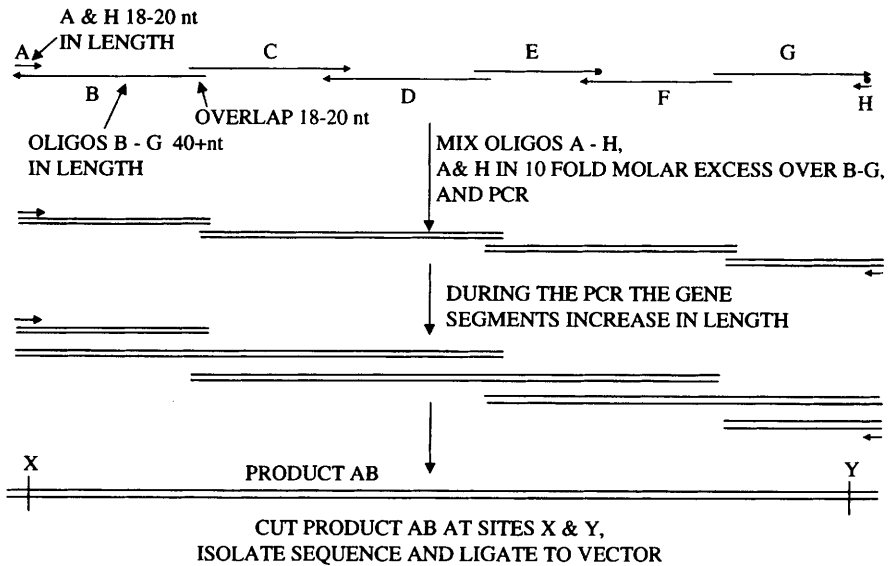 A & H 18-20 nt
IN LENGTH
A
C
E
G
B
D
F
H
OVERLAP 18-20 nt
OLIGOS B - G 40+nt
IN LENGTH
MIX OLIGOS A - H,
A& H IN 10 FOLD MOLAR EXCESS OVER B-G,
AND PCR
DURING THE PCR THE GENE
SEGMENTS INCREASE IN LENGTH
X
PRODUCT AB
Y
CUT PRODUCT AB AT SITES X & Y,
ISOLATE SEQUENCE AND LIGATE TO VECTOR